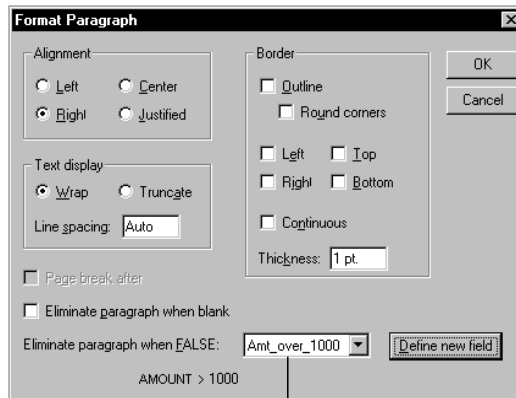 Format Paragraph
Alignment
Left
Center
Right
Justified
Text display
Wrap
Truncate
Line spacing: Auto
Page break after
Eliminate paragraph when blank
Eliminate paragraph when FALSE: Amt_over_1000
Define new field
AMOUNT > 1000
Border
Outline
Round corners
Left
Top
Right
Bottom
Continuous
Thickness: 1 pt.
OK
Cancel